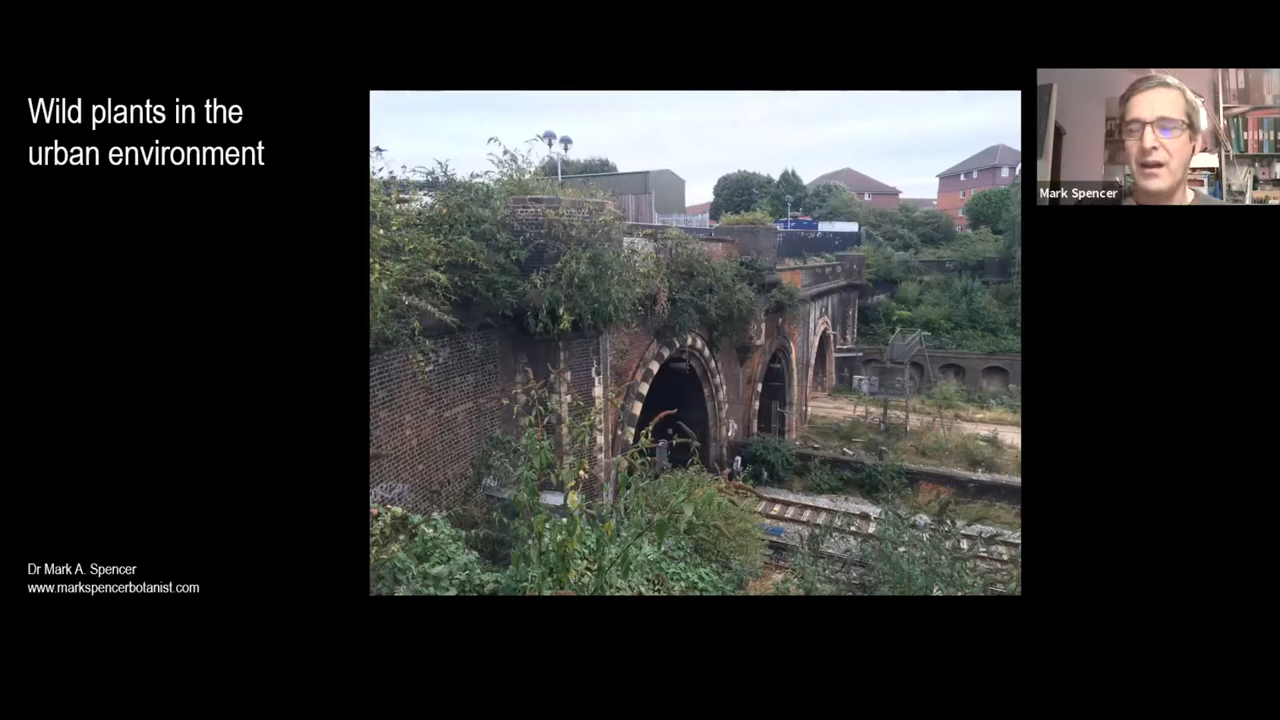 Wild plants in the
urban environment
Mark Spencer
Dr Mark A. Spencer
www.markspencerbotanist.com